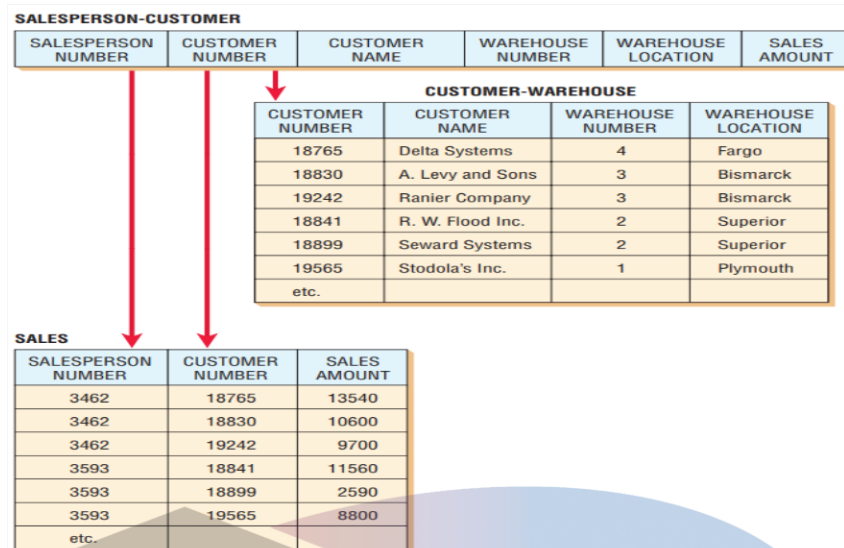 SALESPERSON-CUSTOMER
SALESPERSON NUMBER CUSTOMER NUMBER CUSTOMER NAME WAREHOUSE NUMBER WAREHOUSE LOCATION SALES AMOUNT
CUSTOMER-WAREHOUSE
CUSTOMER NUMBER CUSTOMER NAME WAREHOUSE NUMBER WAREHOUSE LOCATION
18765 Delta Systems 4 Fargo
18830 A. Levy and Sons 3 Bismarck
19242 Ranier Company 3 Bismarck
18841 R. W. Flood Inc. 2 Superior
18899 Seward Systems 2 Superior
19565 Stodola's Inc. 1 Plymouth
etc.
SALES
SALESPERSON NUMBER CUSTOMER NUMBER SALES AMOUNT
3462 18765 13540
3462 18830 10600
3462 19242 9700
3593 18841 11560
3593 18899 2590
3593 19565 8800
etc.